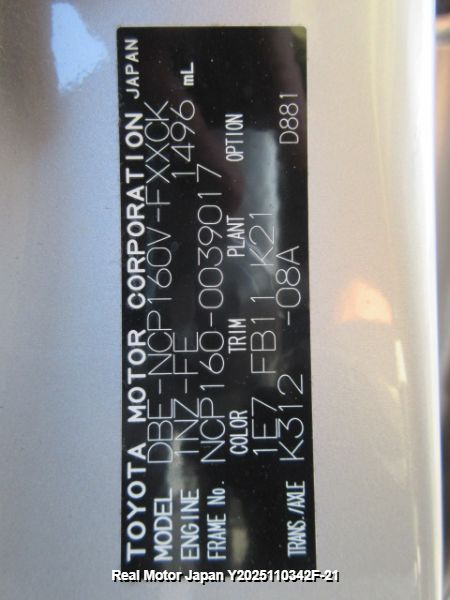 TOYOTA MOTOR CORPORATION JAPAN
MODEL DBE-NCP160V-FXXCK
ENGINE 1NZ-FE 1496 mL
FRAME No. NCP160-0039017
COLOR TRIM PLANT OPTION
1E7 FB11 K21 D881
TRANS./AXLE K312 -08A
Real Motor Japan Y2025110342F-21